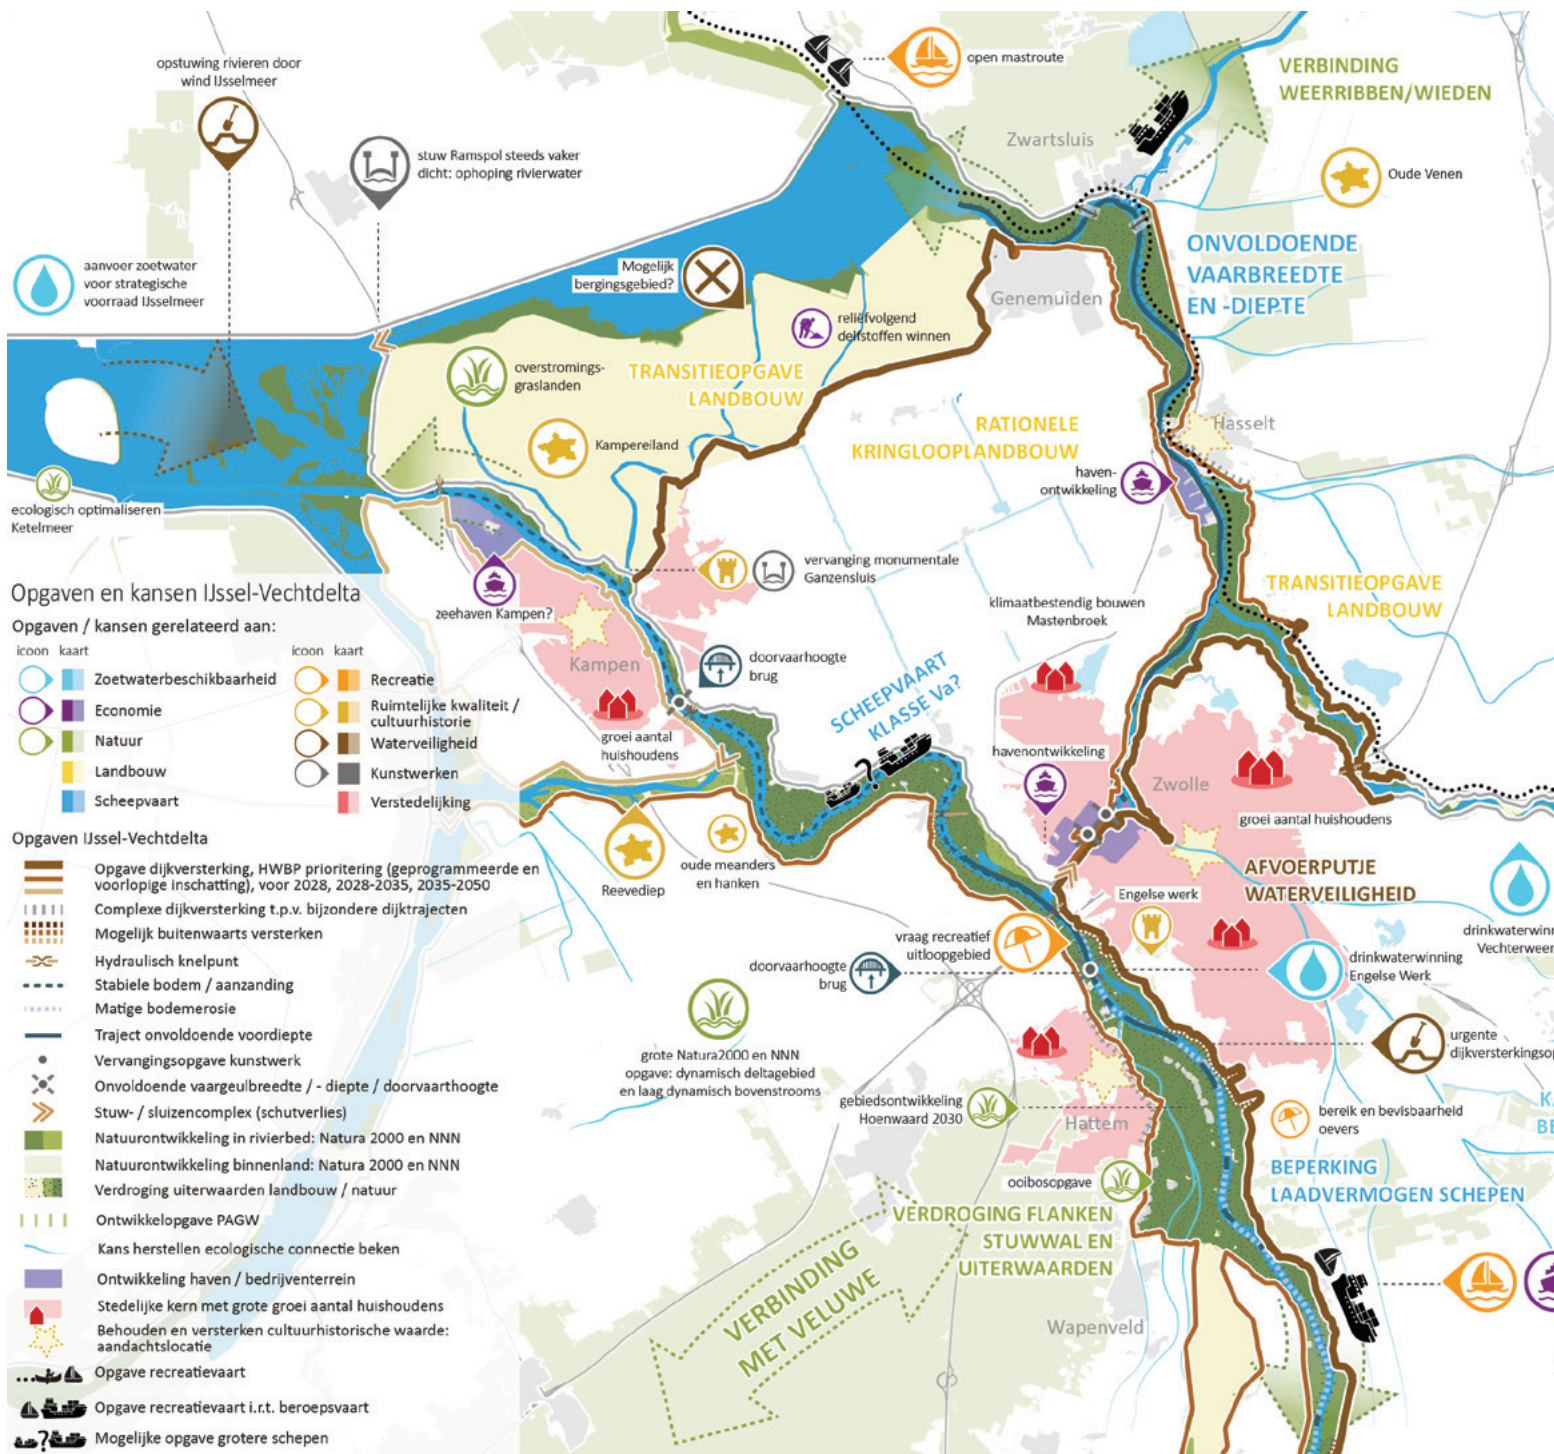 opstuwing rivieren door
wind IJsselmeer
open mastroute
VERBINDING
WEERRIBBEN/WIEDEN
stuw Ramspol steeds vaker
dicht: ophoping rivierwater
Zwartsluis
Oude Venen
aanvoer zoetwater
voor strategische
voorraad IJsselmeer
Mogelijk
bergingsgebied?
ONVOLDOENDE
VAARBREEDTE
EN -DIEPTE
Genemuiden
reliëfvolgend
delfstoffen winnen
overstromings-
graslanden
TRANSITIEOPGAVE
LANDBOUW
RATIONELE
KRINGLOOPLANDBOUW
Hasselt
Kampereiland
haven-
ontwikkeling
ecologisch optimaliseren
Ketelmeer
vervanging monumentale
Ganzensluis
TRANSITIEOPGAVE
LANDBOUW
zeehaven Kampen?
klimaatbestendig bouwen
Mastenbroek
Kampen
doorvaarhoogte
brug
SCHEEPVAART
KLASSE Va?
groei aantal
huishoudens
havenontwikkeling
Zwolle
groei aantal huishoudens
Reevediep
oude meanders
en hanken
AFVOERPUTJE
WATERVEILIGHEID
Engelse werk
vraag recreatief
uitloopgebied
drinkwaterwinn
Vechterweer
doorvaarhoogte
brug
drinkwaterwinning
Engelse Werk
grote Natura2000 en NNN
opgave: dynamisch deltagebied
en laag dynamisch bovenstrooms
urgente
dijkversterkingsop
gebiedsontwikkeling
Hoenwaard 2030
Hattem
bereik en bevisbaarheid
oevers
BE
ooibosopgave
BEPERKING
LAADVERMOGEN SCHEPEN
VERDROGING FLANKEN
STUWWAL EN
UITERWAARDEN
VERBINDING
MET VELUWE
Wapenveld
Opgaven en kansen IJssel-Vechtdelta
Opgaven / kansen gerelateerd aan:
icoon kaart
icoon kaart
Zoetwaterbeschikbaarheid
Economie
Natuur
Landbouw
Scheepvaart
Recreatie
Ruimtelijke kwaliteit /
cultuurhistorie
Waterveiligheid
Kunstwerken
Verstedelijking
Opgaven IJssel-Vechtdelta
Opgave dijkversterking, HWBP prioritering (geprogrammeerde en
voorlopige inschatting), voor 2028, 2028-2035, 2035-2050
Complexe dijkversterking t.p.v. bijzondere dijktrajecten
Mogelijk buitenwaarts versterken
Hydraulisch knelpunt
Stabiele bodem / aanzanding
Matige bodemerosie
Traject onvoldoende voordiepte
Vervangingsopgave kunstwerk
Onvoldoende vaargeulbreedte / - diepte / doorvaarthoogte
Stuw- / sluizencomplex (schutverlies)
Natuurontwikkeling in rivierbed: Natura 2000 en NNN
Natuurontwikkeling binnenland: Natura 2000 en NNN
Verdroging uiterwaarden landbouw / natuur
Ontwikkelopgave PAGW
Kans herstellen ecologische connectie beken
Ontwikkeling haven / bedrijventerrein
Stedelijke kern met grote groei aantal huishoudens
Behouden en versterken cultuurhistorische waarde:
aandachtslocatie
Opgave recreatievaart
Opgave recreatievaart i.r.t. beroepsvaart
Mogelijke opgave grotere schepen